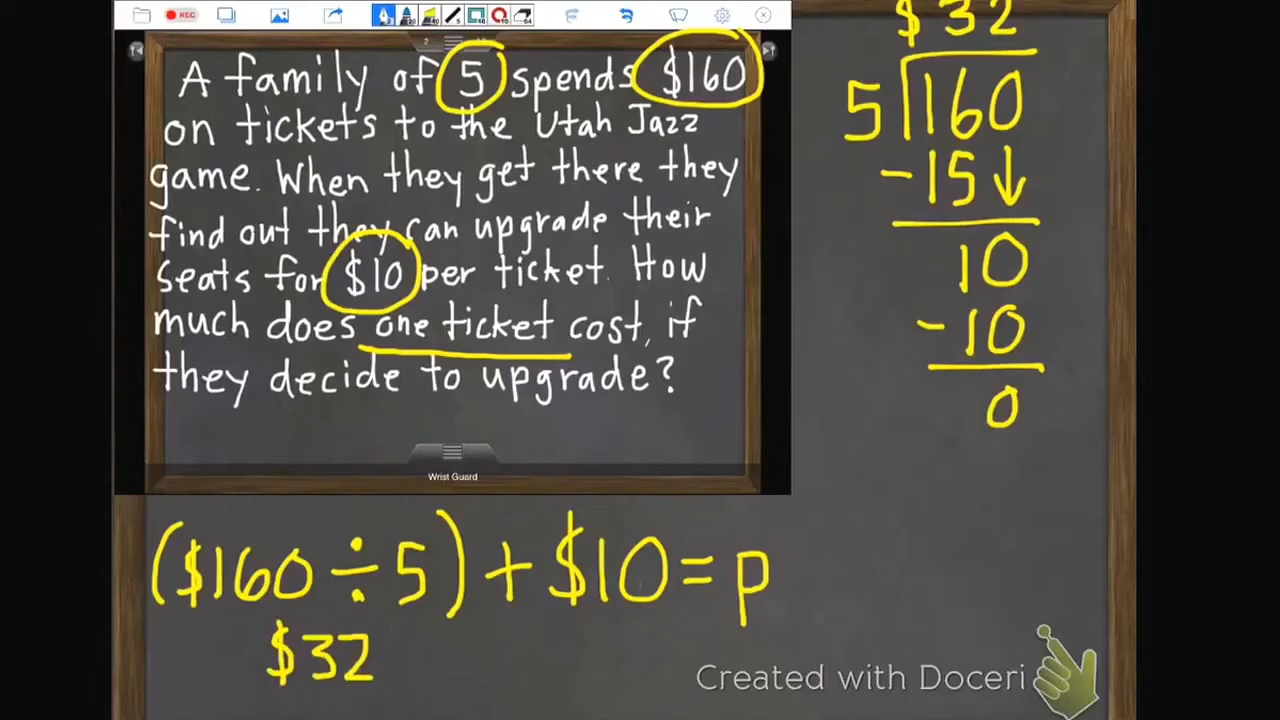 REC
A family of 5 spends $160
on tickets to the Utah Jazz
game. When they get there they
find out they can upgrade their
seats for $10 per ticket. How
much does one ticket cost, if
they decide to upgrade?
Wrist Guard
$32
5)160
-15↓
10
-10
0
($160 ÷ 5) + $10 = p
$32
Created with Doceri